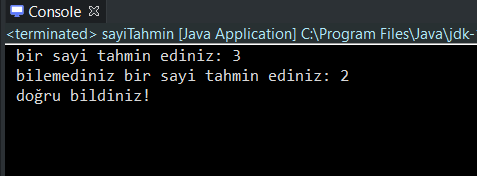 Console
<terminated> sayiTahmin [Java Application] C:\Program Files\Java\jdk-
bir sayi tahmin ediniz: 3
bilemediniz bir sayi tahmin ediniz: 2
doğru bildiniz!